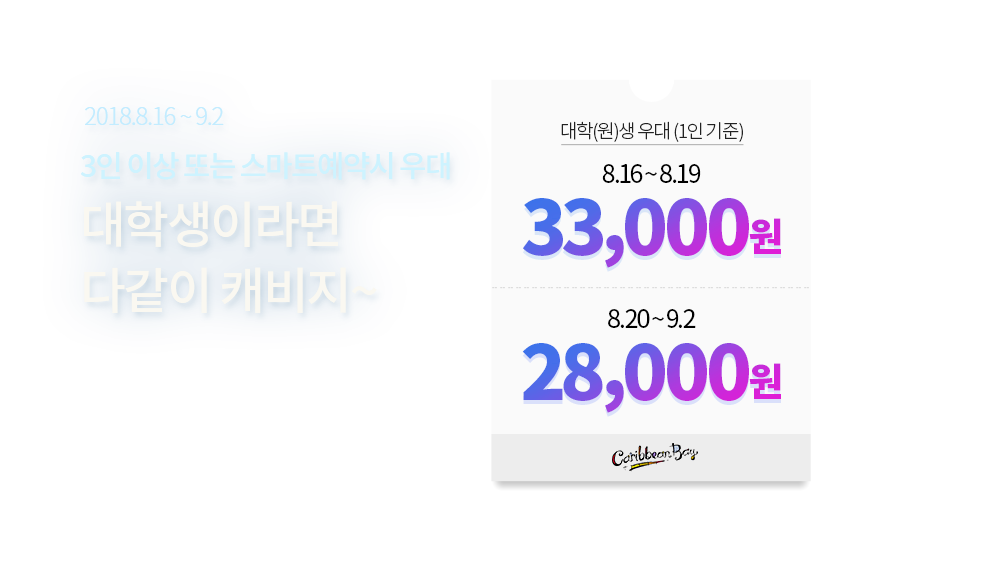 2018.8.16 ~ 9.2
3인 이상 또는 스마트예약시 우대
대학생이라면
다같이 캐비지~
대학(원)생 우대 (1인 기준)
8.16 ~ 8.19
33,000원
8.20 ~ 9.2
28,000원
Caribbean Bay